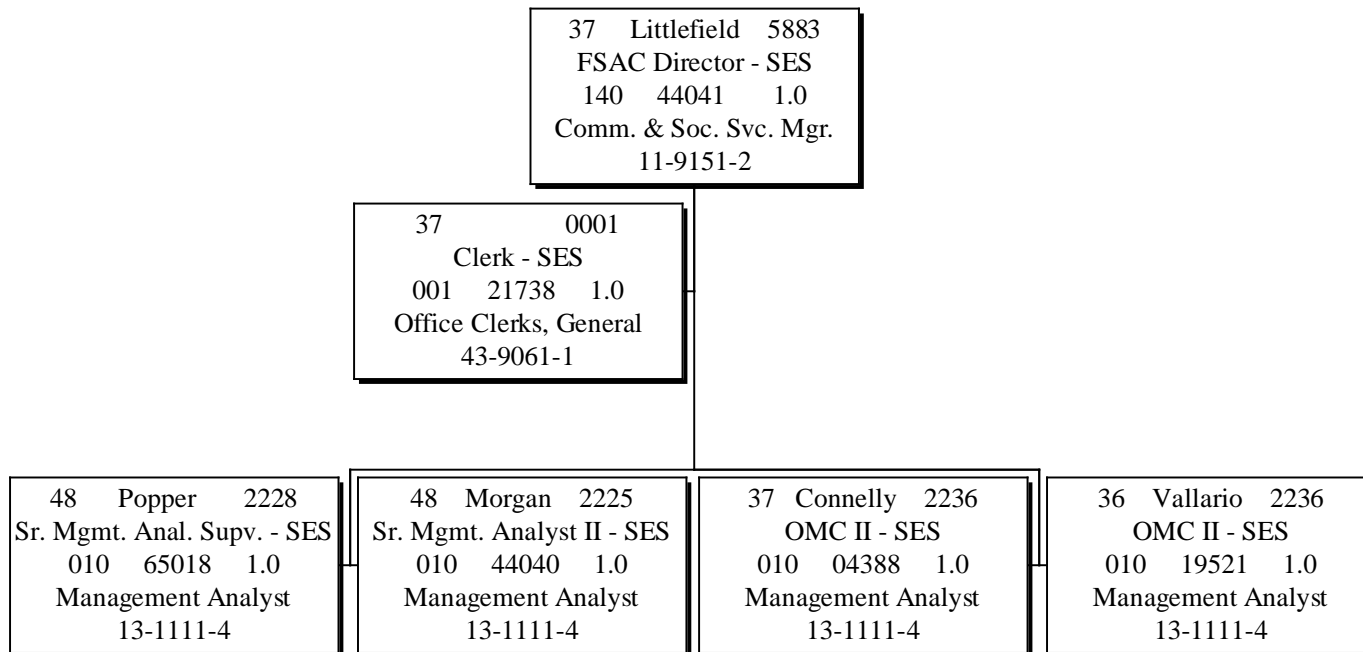 37 Littlefield 5883
FSAC Director - SES
140 44041 1.0
Comm. & Soc. Svc. Mgr.
11-9151-2
37 0001
Clerk - SES
001 21738 1.0
Office Clerks, General
43-9061-1
48 Popper 2228
Sr. Mgmt. Anal. Supv. - SES
010 65018 1.0
Management Analyst
13-1111-4
48 Morgan 2225
Sr. Mgmt. Analyst II - SES
010 44040 1.0
Management Analyst
13-1111-4
37 Connelly 2236
OMC II - SES
010 04388 1.0
Management Analyst
13-1111-4
36 Vallario 2236
OMC II - SES
010 19521 1.0
Management Analyst
13-1111-4